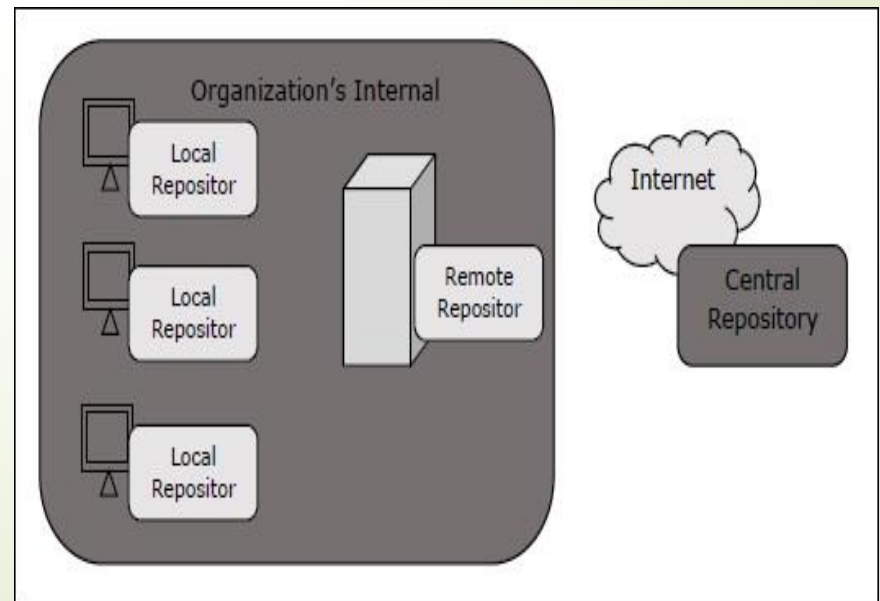 Organization's Internal
Local
Repositor
Local
Repositor
Local
Repositor
Remote
Repositor
Internet
Central
Repository